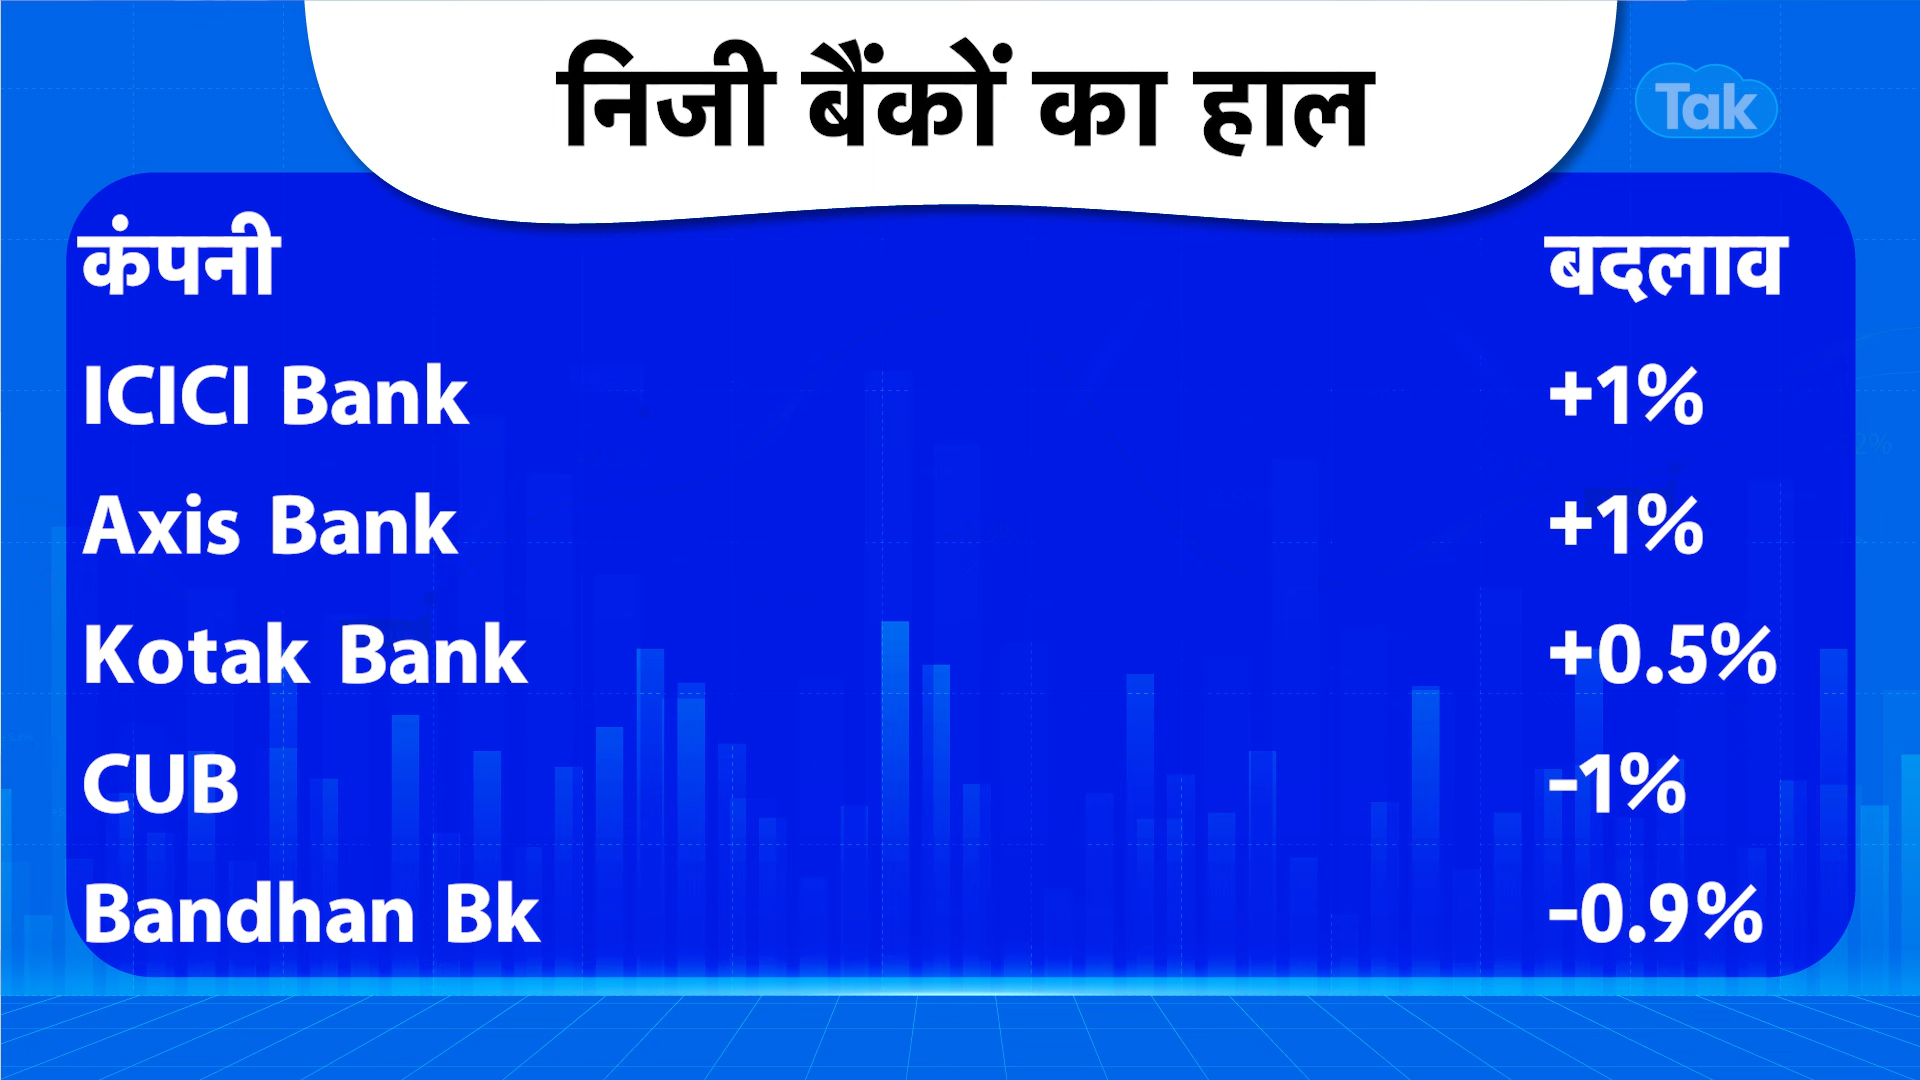 निजी बैंकों का हाल
Tak
कंपनी बदलाव
ICICI Bank +1%
Axis Bank +1%
Kotak Bank +0.5%
CUB -1%
Bandhan Bk -0.9%